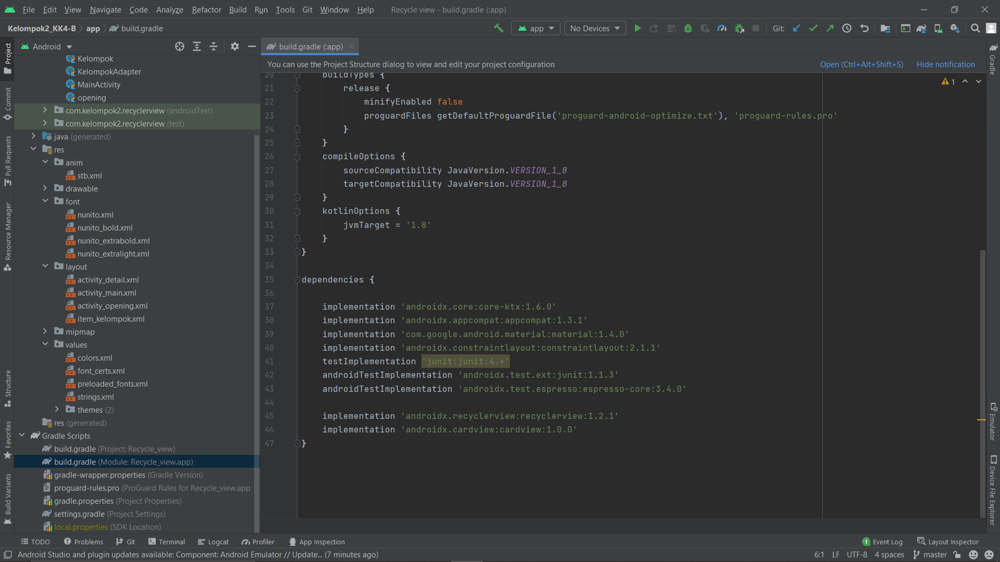 File Edit View Navigate Code Analyze Refactor Build Run Tools Git Window Help Recycle view - build.gradle (:app)
Kelompok2_KK4-B app build.gradle app No Devices Git:
Android
build.gradle (:app)
You can use the Project Structure dialog to view and edit your project configuration Open (Ctrl+Alt+Shift+S) Hide notification
Project
Commit
Pull Requests
Resource Manager
Structure
Favorites
Build Variants
Kelompok
KelompokAdapter
MainActivity
opening
com.kelompok2.recyclerview (androidTest)
com.kelompok2.recyclerview (test)
java (generated)
res
anim
stb.xml
drawable
font
nunito.xml
nunito_bold.xml
nunito_extrabold.xml
nunito_extralight.xml
layout
activity_detail.xml
activity_main.xml
activity_opening.xml
item_kelompok.xml
mipmap
values
colors.xml
font_certs.xml
preloaded_fonts.xml
strings.xml
themes (2)
res (generated)
Gradle Scripts
build.gradle (Project: Recycle_view)
build.gradle (Module: Recycle_view.app)
gradle-wrapper.properties (Gradle Version)
proguard-rules.pro (ProGuard Rules for Recycle_view.app
gradle.properties (Project Properties)
settings.gradle (Project Settings)
local.properties (SDK Location)
20 buildTypes {
21 release {
22 minifyEnabled false
23 proguardFiles getDefaultProguardFile('proguard-android-optimize.txt'), 'proguard-rules.pro'
24 }
25 }
26 compileOptions {
27 sourceCompatibility JavaVersion.VERSION_1_8
28 targetCompatibility JavaVersion.VERSION_1_8
29 }
30 kotlinOptions {
31 jvmTarget = '1.8'
32 }
33 }
34
35 dependencies {
36
37 implementation 'androidx.core:core-ktx:1.6.0'
38 implementation 'androidx.appcompat:appcompat:1.3.1'
39 implementation 'com.google.android.material:material:1.4.0'
40 implementation 'androidx.constraintlayout:constraintlayout:2.1.1'
41 testImplementation 'junit:junit:4.+'
42 androidTestImplementation 'androidx.test.ext:junit:1.1.3'
43 androidTestImplementation 'androidx.test.espresso:espresso-core:3.4.0'
44
45 implementation 'androidx.recyclerview:recyclerview:1.2.1'
46 implementation 'androidx.cardview:cardview:1.0.0'
47 }
1
Gradle
Emulator
Device File Explorer
TODO Problems Git Terminal Logcat Profiler App Inspection 1 Event Log Layout Inspector
Android Studio and plugin updates available: Component: Android Emulator // Update... (7 minutes ago) 6:1 LF UTF-8 4 spaces master